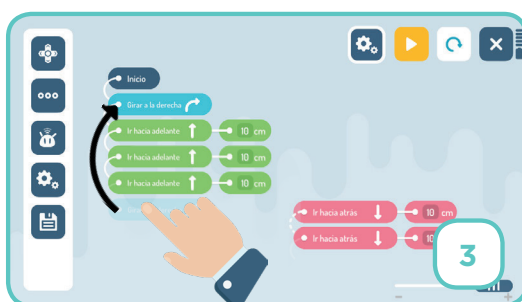 Inicio
Girar a la derecha
Ir hacia adelante 10 cm
Ir hacia adelante 10 cm
Ir hacia adelante 10 cm
Ir hacia atrás 10 cm
Ir hacia atrás 10
3